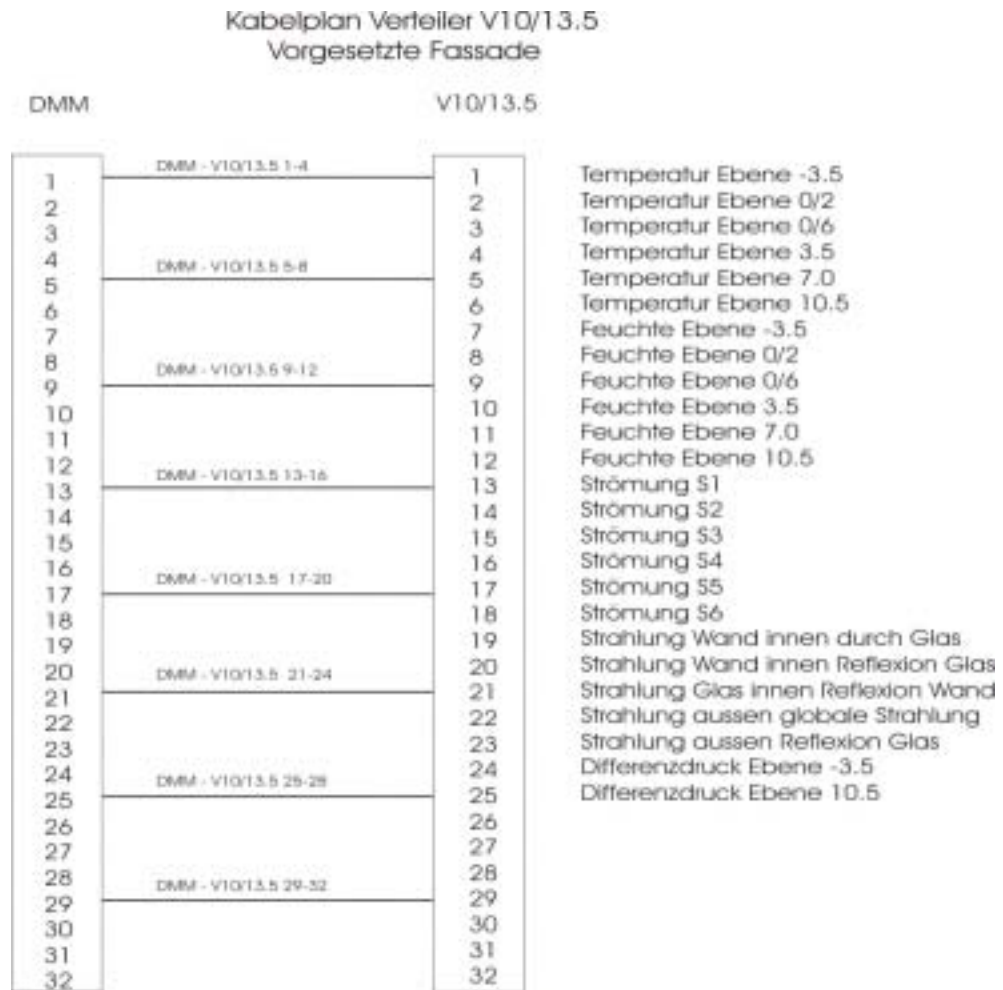 Kabelplan Verteiler V10/13.5
Vorgesetzte Fassade
DMM V10/13.5
DMM - V10/13.5 1-4
1 1 Temperatur Ebene -3.5
2 2 Temperatur Ebene 0/2
3 3 Temperatur Ebene 0/6
4 4 Temperatur Ebene 3.5
DMM - V10/13.5 5-8
5 5 Temperatur Ebene 7.0
6 6 Temperatur Ebene 10.5
7 7 Feuchte Ebene -3.5
8 8 Feuchte Ebene 0/2
DMM - V10/13.5 9-12
9 9 Feuchte Ebene 0/6
10 10 Feuchte Ebene 3.5
11 11 Feuchte Ebene 7.0
12 12 Feuchte Ebene 10.5
DMM - V10/13.5 13-16
13 13 Strömung S1
14 14 Strömung S2
15 15 Strömung S3
16 16 Strömung S4
DMM - V10/13.5 17-20
17 17 Strömung S5
18 18 Strömung S6
19 19 Strahlung Wand innen durch Glas
20 20 Strahlung Wand innen Reflexion Glas
DMM - V10/13.5 21-24
21 21 Strahlung Glas innen Reflexion Wand
22 22 Strahlung aussen globale Strahlung
23 23 Strahlung aussen Reflexion Glas
24 24 Differenzdruck Ebene -3.5
DMM - V10/13.5 25-28
25 25 Differenzdruck Ebene 10.5
26 26
27 27
28 28
DMM - V10/13.5 29-32
29 29
30 30
31 31
32 32